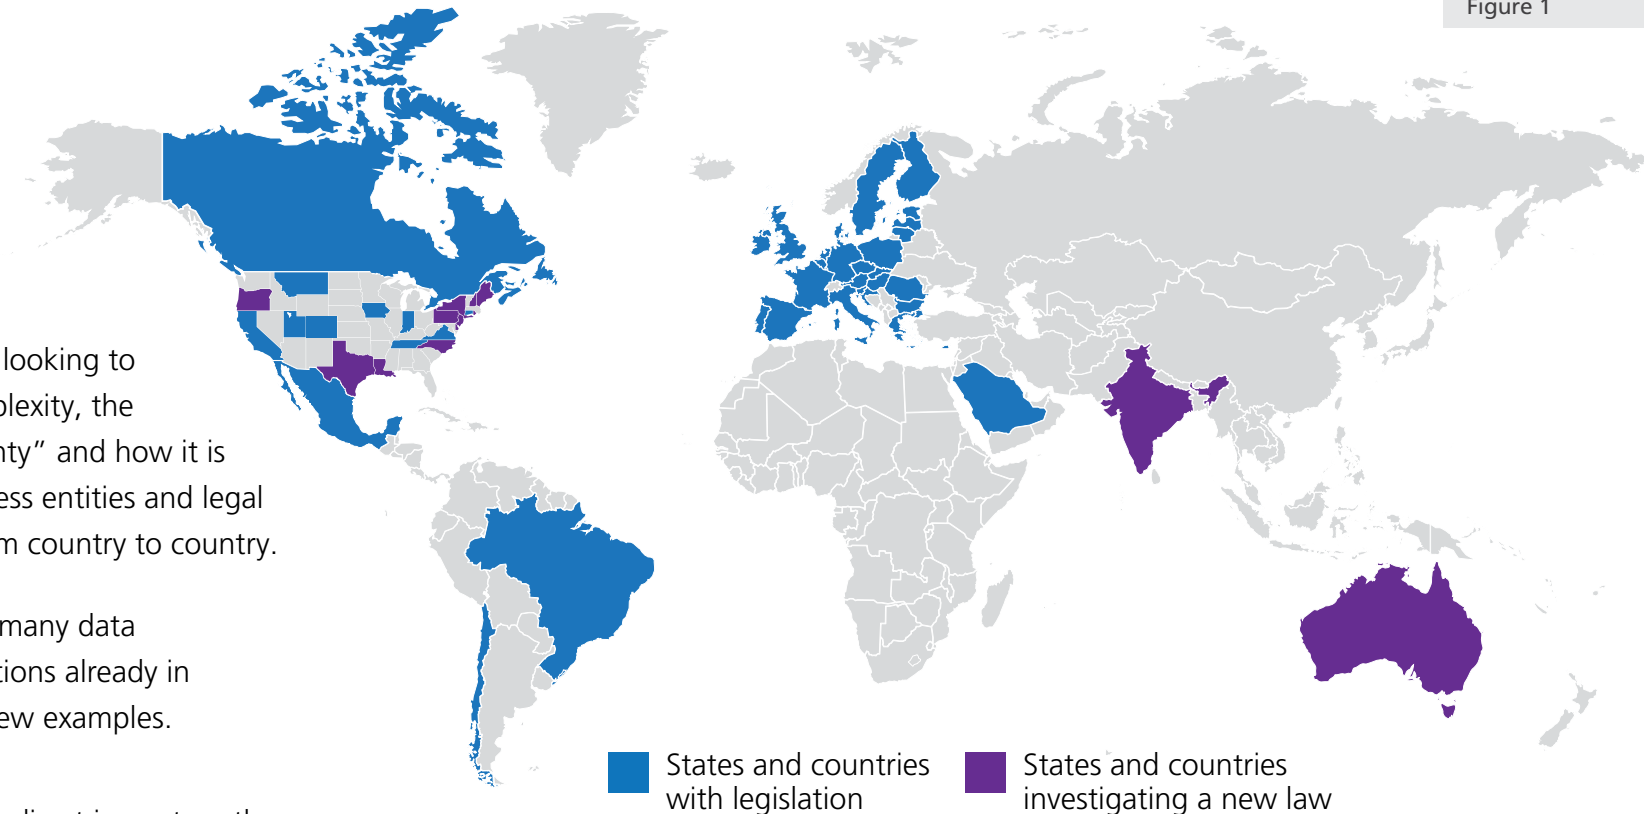 Figure 1
looking to
plexity, the
nty” and how it is
ess entities and legal
m country to country.
many data
tions already in
ew examples.
States and countries
with legislation
States and countries
investigating a new law